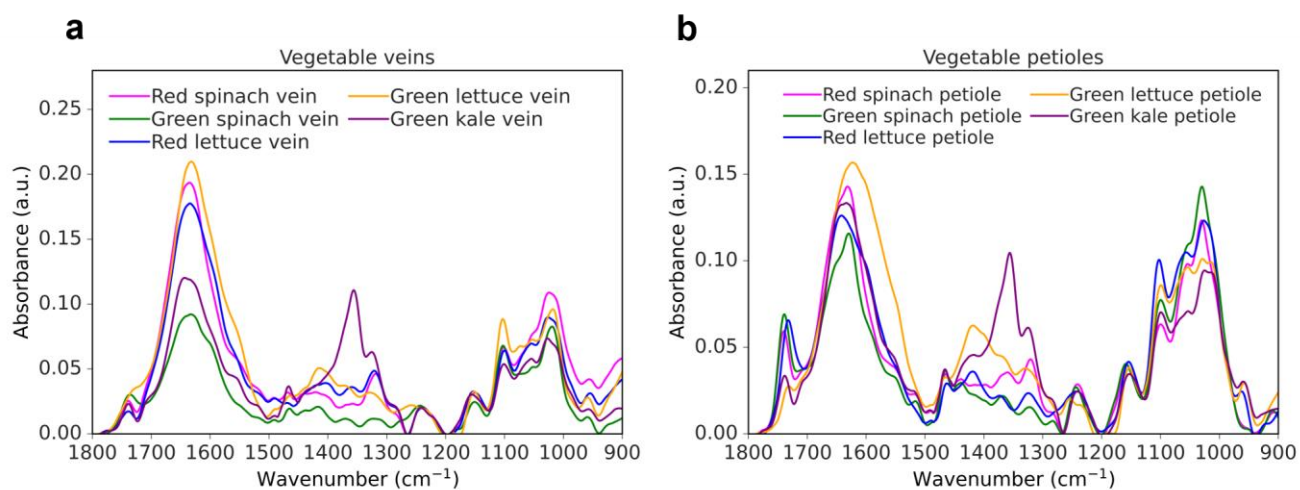 a
Vegetable veins
Red spinach vein
Green spinach vein
Red lettuce vein
Green lettuce vein
Green kale vein
0.25
0.20
0.15
0.10
0.05
0.00
Absorbance (a.u.)
1800 1700 1600 1500 1400 1300 1200 1100 1000 900
Wavenumber (cm⁻¹)
b
Vegetable petioles
Red spinach petiole
Green spinach petiole
Red lettuce petiole
Green lettuce petiole
Green kale petiole
0.20
0.15
0.10
0.05
0.00
Absorbance (a.u.)
1800 1700 1600 1500 1400 1300 1200 1100 1000 900
Wavenumber (cm⁻¹)